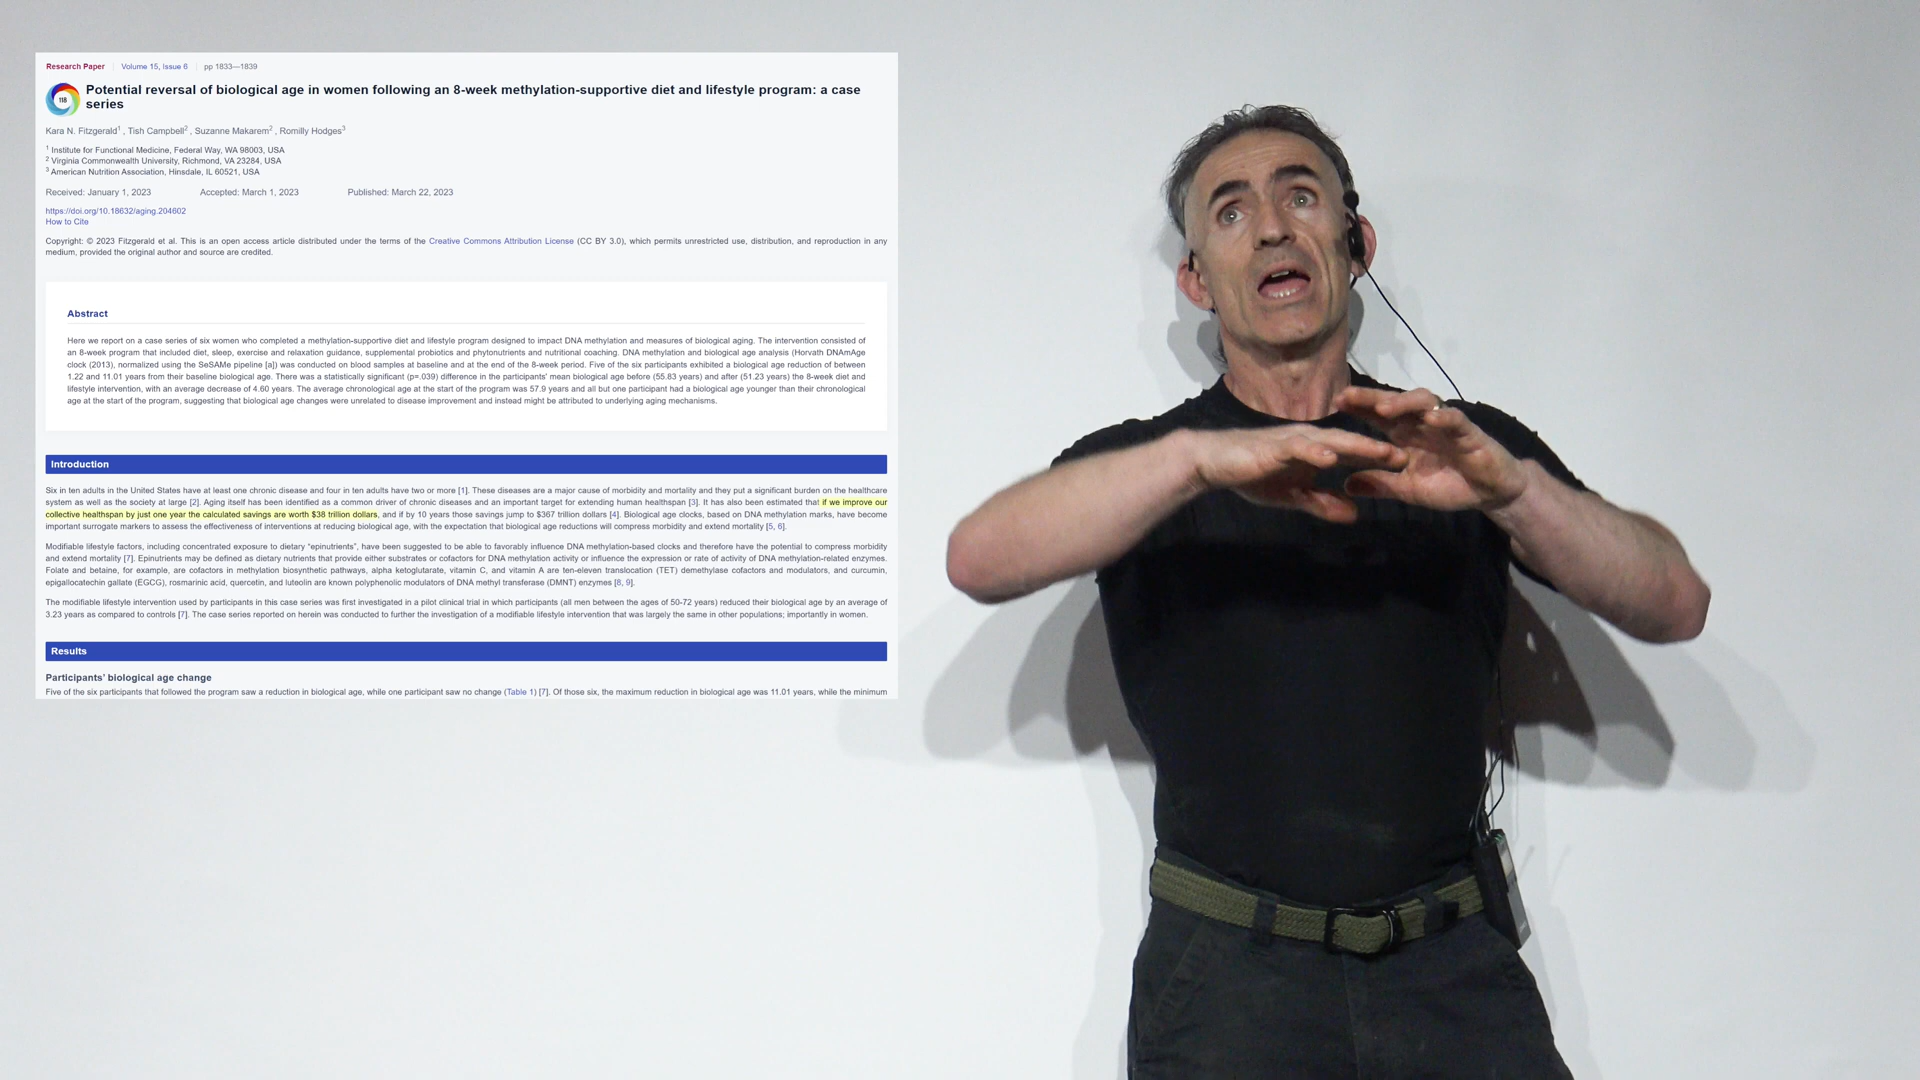 Research Paper Volume 15, Issue 6 pp 1833—1839
118
Potential reversal of biological age in women following an 8-week methylation-supportive diet and lifestyle program: a case
series
Kara N. Fitzgerald1 , Tish Campbell2 , Suzanne Makarem2 , Romilly Hodges3
1 Institute for Functional Medicine, Federal Way, WA 98003, USA
2 Virginia Commonwealth University, Richmond, VA 23284, USA
3 American Nutrition Association, Hinsdale, IL 60521, USA
Received: January 1, 2023 Accepted: March 1, 2023 Published: March 22, 2023
https://doi.org/10.18632/aging.204602
How to Cite
Copyright: © 2023 Fitzgerald et al. This is an open access article distributed under the terms of the Creative Commons Attribution License (CC BY 3.0), which permits unrestricted use, distribution, and reproduction in any
medium, provided the original author and source are credited.
Abstract
Here we report on a case series of six women who completed a methylation-supportive diet and lifestyle program designed to impact DNA methylation and measures of biological aging. The intervention consisted of
an 8-week program that included diet, sleep, exercise and relaxation guidance, supplemental probiotics and phytonutrients and nutritional coaching. DNA methylation and biological age analysis (Horvath DNAmAge
clock (2013), normalized using the SeSAMe pipeline [a]) was conducted on blood samples at baseline and at the end of the 8-week period. Five of the six participants exhibited a biological age reduction of between
1.22 and 11.01 years from their baseline biological age. There was a statistically significant (p=.039) difference in the participants' mean biological age before (55.83 years) and after (51.23 years) the 8-week diet and
lifestyle intervention, with an average decrease of 4.60 years. The average chronological age at the start of the program was 57.9 years and all but one participant had a biological age younger than their chronological
age at the start of the program, suggesting that biological age changes were unrelated to disease improvement and instead might be attributed to underlying aging mechanisms.
Introduction
Six in ten adults in the United States have at least one chronic disease and four in ten adults have two or more [1]. These diseases are a major cause of morbidity and mortality and they put a significant burden on the healthcare
system as well as the society at large [2]. Aging itself has been identified as a common driver of chronic diseases and an important target for extending human healthspan [3]. It has also been estimated that if we improve our
collective healthspan by just one year the calculated savings are worth $38 trillion dollars, and if by 10 years those savings jump to $367 trillion dollars [4]. Biological age clocks, based on DNA methylation marks, have become
important surrogate markers to assess the effectiveness of interventions at reducing biological age, with the expectation that biological age reductions will compress morbidity and extend mortality [5, 6].
Modifiable lifestyle factors, including concentrated exposure to dietary “epinutrients”, have been suggested to be able to favorably influence DNA methylation-based clocks and therefore have the potential to compress morbidity
and extend mortality [7]. Epinutrients may be defined as dietary nutrients that provide either substrates or cofactors for DNA methylation activity or influence the expression or rate of activity of DNA methylation-related enzymes.
Folate and betaine, for example, are cofactors in methylation biosynthetic pathways, alpha ketoglutarate, vitamin C, and vitamin A are ten-eleven translocation (TET) demethylase cofactors and modulators, and curcumin,
epigallocatechin gallate (EGCG), rosmarinic acid, quercetin, and luteolin are known polyphenolic modulators of DNA methyl transferase (DMNT) enzymes [8, 9].
The modifiable lifestyle intervention used by participants in this case series was first investigated in a pilot clinical trial in which participants (all men between the ages of 50-72 years) reduced their biological age by an average of
3.23 years as compared to controls [7]. The case series reported on herein was conducted to further the investigation of a modifiable lifestyle intervention that was largely the same in other populations; importantly in women.
Results
Participants’ biological age change
Five of the six participants that followed the program saw a reduction in biological age, while one participant saw no change (Table 1) [7]. Of those six, the maximum reduction in biological age was 11.01 years, while the minimum